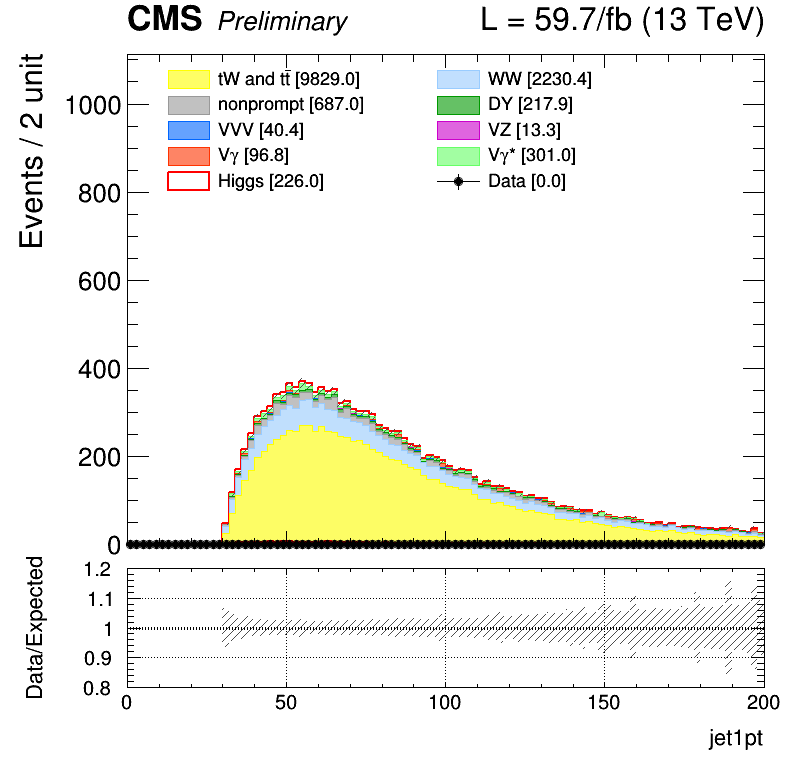 CMS Preliminary L = 59.7/fb (13 TeV)
Events / 2 unit
1000
800
600
400
200
0
tW and tt̄ [9829.0]
WW [2230.4]
nonprompt [687.0]
DY [217.9]
VVV [40.4]
VZ [13.3]
Vγ [96.8]
Vγ* [301.0]
Higgs [226.0]
Data [0.0]
Data/Expected
1.2
1.1
1
0.9
0.8
0 50 100 150 200
jet1pt